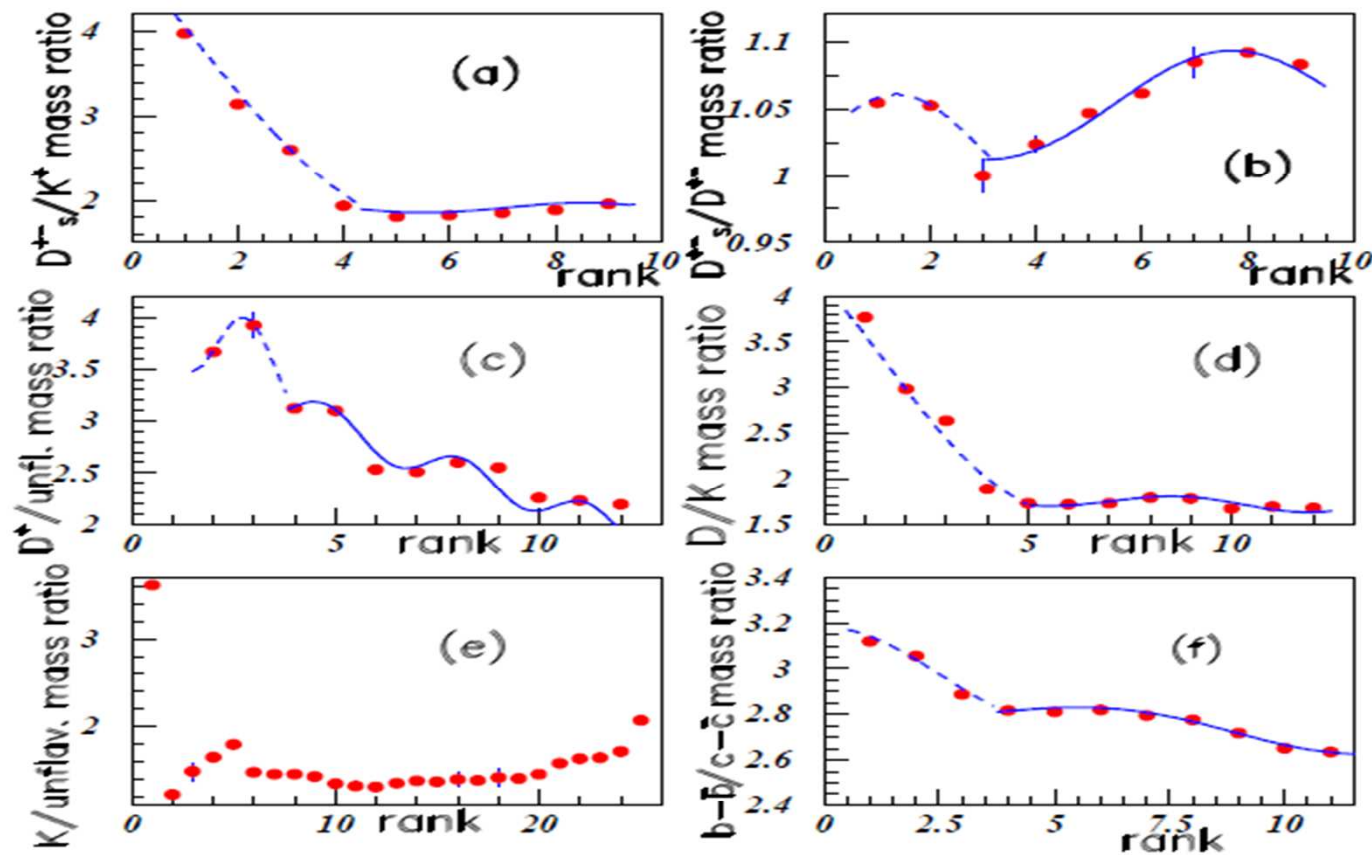 D⁺⁻ₛ/K⁺ mass ratio
4
3
2
(a)
0 2 4 6 8 10
rank
D⁺⁻ₛ/D⁺⁻ mass ratio
1.1
1.05
1
0.95
(b)
0 2 4 6 8 10
rank
D⁺/unfl. mass ratio
4
3.5
3
2.5
2
(c)
0 5 10
rank
D/K mass ratio
4
3.5
3
2.5
2
1.5
(d)
0 5 10
rank
K/unflav. mass ratio
3
2
(e)
0 10 20
rank
b–b̄/c–c̄ mass ratio
3.4
3.2
3
2.8
2.6
2.4
(f)
0 2.5 5 7.5 10
rank